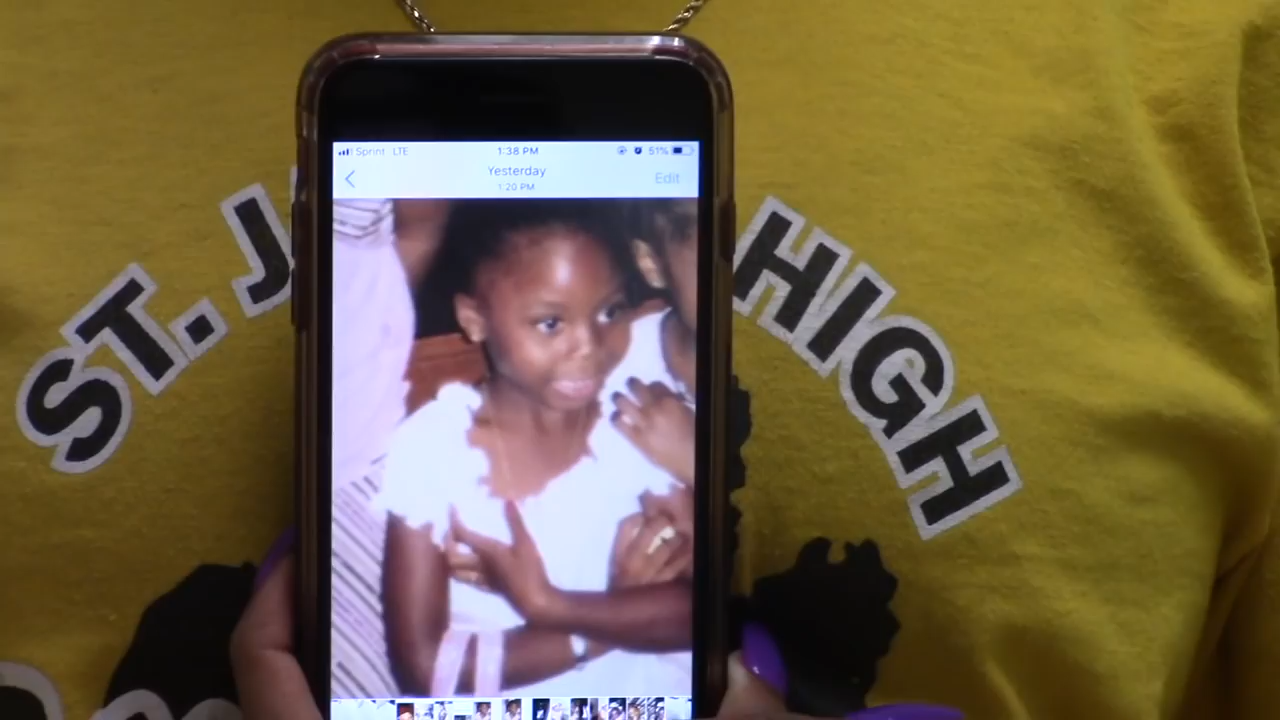 Sprint LTE 1:38 PM 51%
Yesterday
1:20 PM
Edit
ST. J HIGH